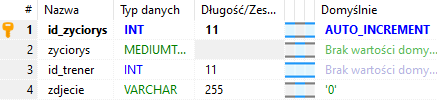 # Nazwa Typ danych Długość/Zes... Domyślnie
1 id_zyciorys INT 11 AUTO_INCREMENT
2 zyciorys MEDIUMT... Brak wartości domy...
3 id_trener INT 11 Brak wartości domy...
4 zdjecie VARCHAR 255 '0'